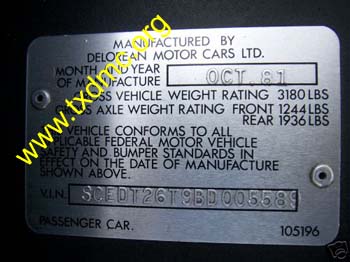 MANUFACTURED BY
DELOREAN MOTOR CARS LTD.
MONTH AND YEAR
OF MANUFACTURE OCT. 81
GROSS VEHICLE WEIGHT RATING 3180 LBS
GROSS AXLE WEIGHT RATING FRONT 1244 LBS
REAR 1936 LBS
VEHICLE CONFORMS TO ALL
APPLICABLE FEDERAL MOTOR VEHICLE
SAFETY AND BUMPER STANDARDS IN
EFFECT ON THE DATE OF MANUFACTURE
SHOWN ABOVE.
V.I.N. SCEDT26T9BD005589
PASSENGER CAR. 105196
www.txdmc.org